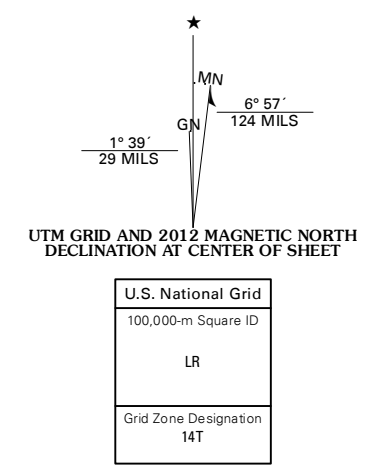 ★
MN
GN
6° 57´
124 MILS
1° 39´
29 MILS
UTM GRID AND 2012 MAGNETIC NORTH
DECLINATION AT CENTER OF SHEET
U.S. National Grid
100,000-m Square ID
LR
Grid Zone Designation
14T